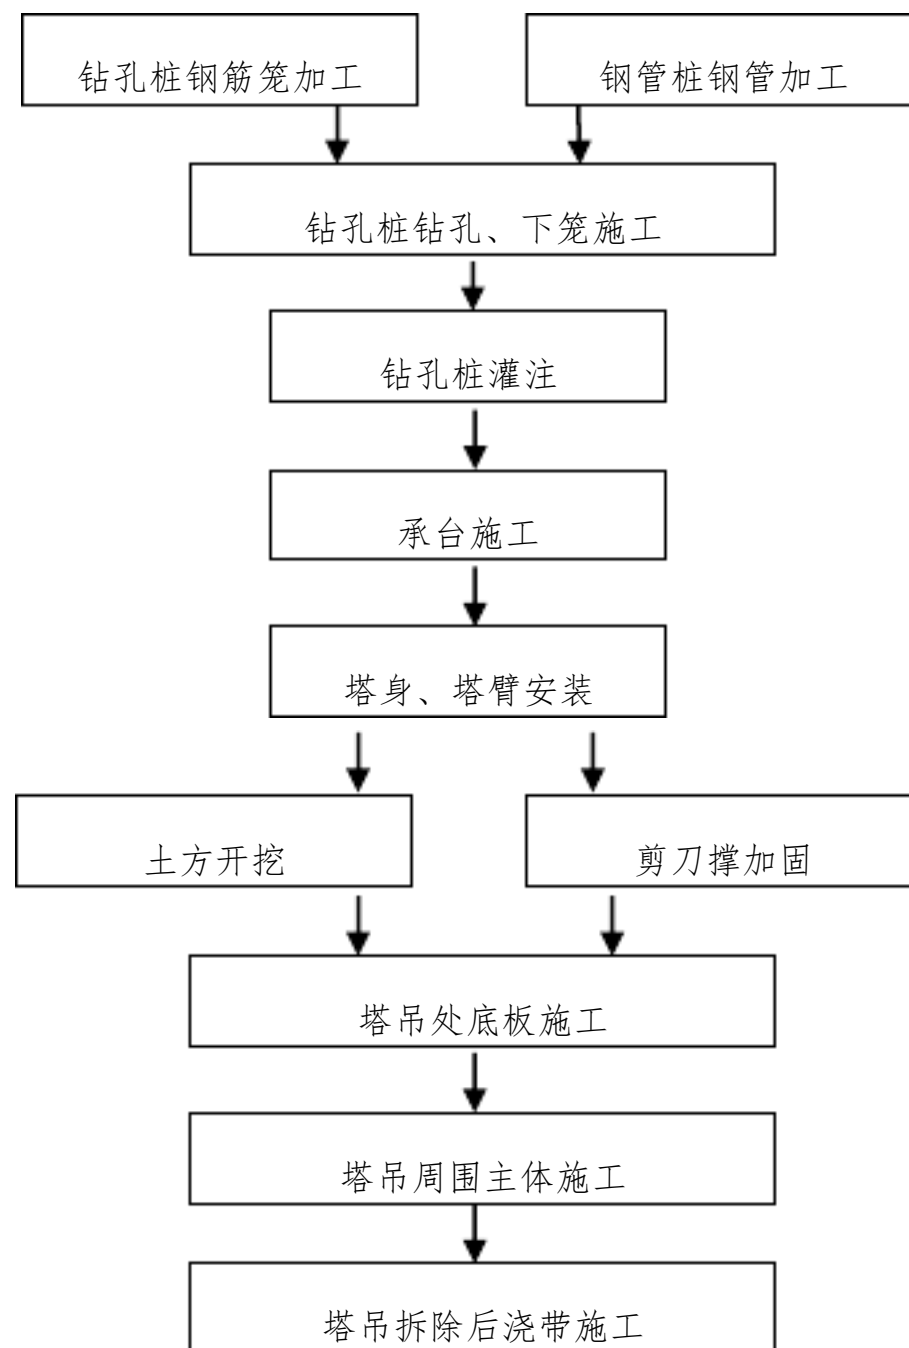 钻孔桩钢筋笼加工
钢管桩钢管加工
钻孔桩钻孔、下笼施工
钻孔桩灌注
承台施工
塔身、塔臂安装
土方开挖
剪刀撑加固
塔吊处底板施工
塔吊周围主体施工
塔吊拆除后浇带施工